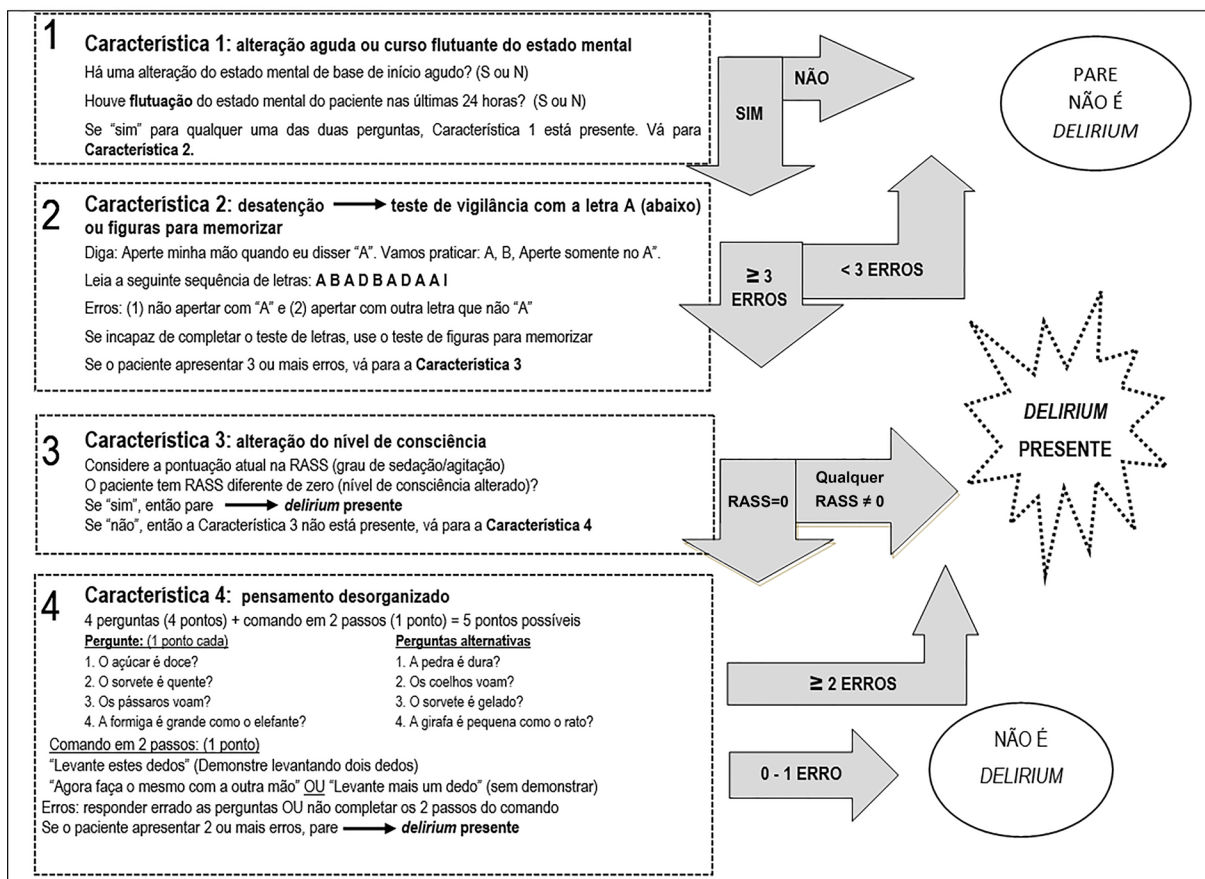 1
Característica 1: alteração aguda ou curso flutuante do estado mental
Há uma alteração do estado mental de base de início agudo? (S ou N)
Houve flutuação do estado mental do paciente nas últimas 24 horas? (S ou N)
Se “sim” para qualquer uma das duas perguntas, Característica 1 está presente. Vá para
Característica 2.
SIM
NÃO
PARE
NÃO É
DELIRIUM
2
Característica 2: desatenção → teste de vigilância com a letra A (abaixo)
ou figuras para memorizar
Diga: Aperte minha mão quando eu disser “A”. Vamos praticar: A, B, Aperte somente no A”.
Leia a seguinte sequência de letras: A B A D B A D A A I
Erros: (1) não apertar com “A” e (2) apertar com outra letra que não “A”
Se incapaz de completar o teste de letras, use o teste de figuras para memorizar
Se o paciente apresentar 3 ou mais erros, vá para a Característica 3
≥ 3
ERROS
< 3 ERROS
3
Característica 3: alteração do nível de consciência
Considere a pontuação atual na RASS (grau de sedação/agitação)
O paciente tem RASS diferente de zero (nível de consciência alterado)?
Se “sim”, então pare → delirium presente
Se “não”, então a Característica 3 não está presente, vá para a Característica 4
RASS=0
Qualquer
RASS ≠ 0
DELIRIUM
PRESENTE
4
Característica 4: pensamento desorganizado
4 perguntas (4 pontos) + comando em 2 passos (1 ponto) = 5 pontos possíveis
Pergunte: (1 ponto cada)
1. O açúcar é doce?
2. O sorvete é quente?
3. Os pássaros voam?
4. A formiga é grande como o elefante?
Perguntas alternativas
1. A pedra é dura?
2. Os coelhos voam?
3. O sorvete é gelado?
4. A girafa é pequena como o rato?
Comando em 2 passos: (1 ponto)
“Levante estes dedos” (Demonstre levantando dois dedos)
“Agora faça o mesmo com a outra mão” OU “Levante mais um dedo” (sem demonstrar)
Erros: responder errado as perguntas OU não completar os 2 passos do comando
Se o paciente apresentar 2 ou mais erros, pare → delirium presente
≥ 2 ERROS
0 - 1 ERRO
NÃO É
DELIRIUM